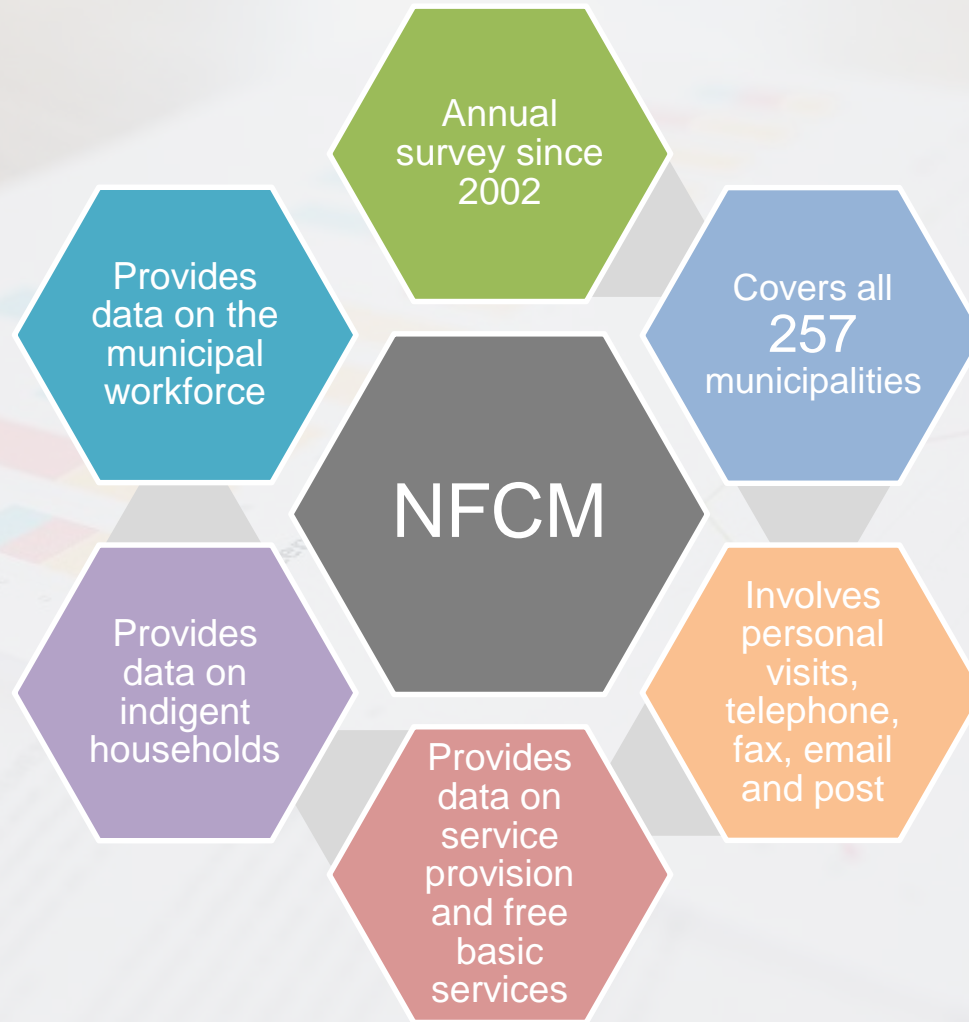 Annual
survey since
2002
Provides
data on the
municipal
workforce
Covers all
257
municipalities
NFCM
Provides
data on
indigent
households
Involves
personal
visits,
telephone,
fax, email
and post
Provides
data on
service
provision
and free
basic
services